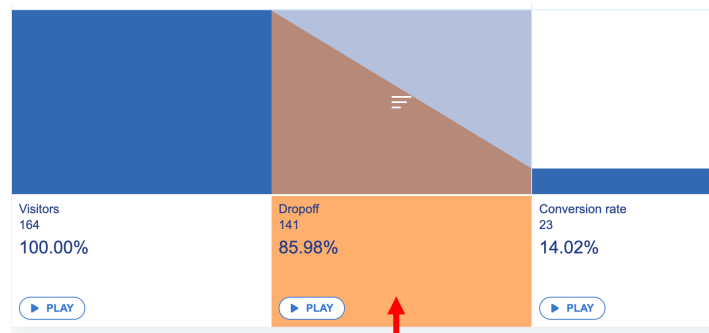 Visitors
164
100.00%
PLAY
Dropoff
141
85.98%
PLAY
Conversion rate
23
14.02%
PLAY